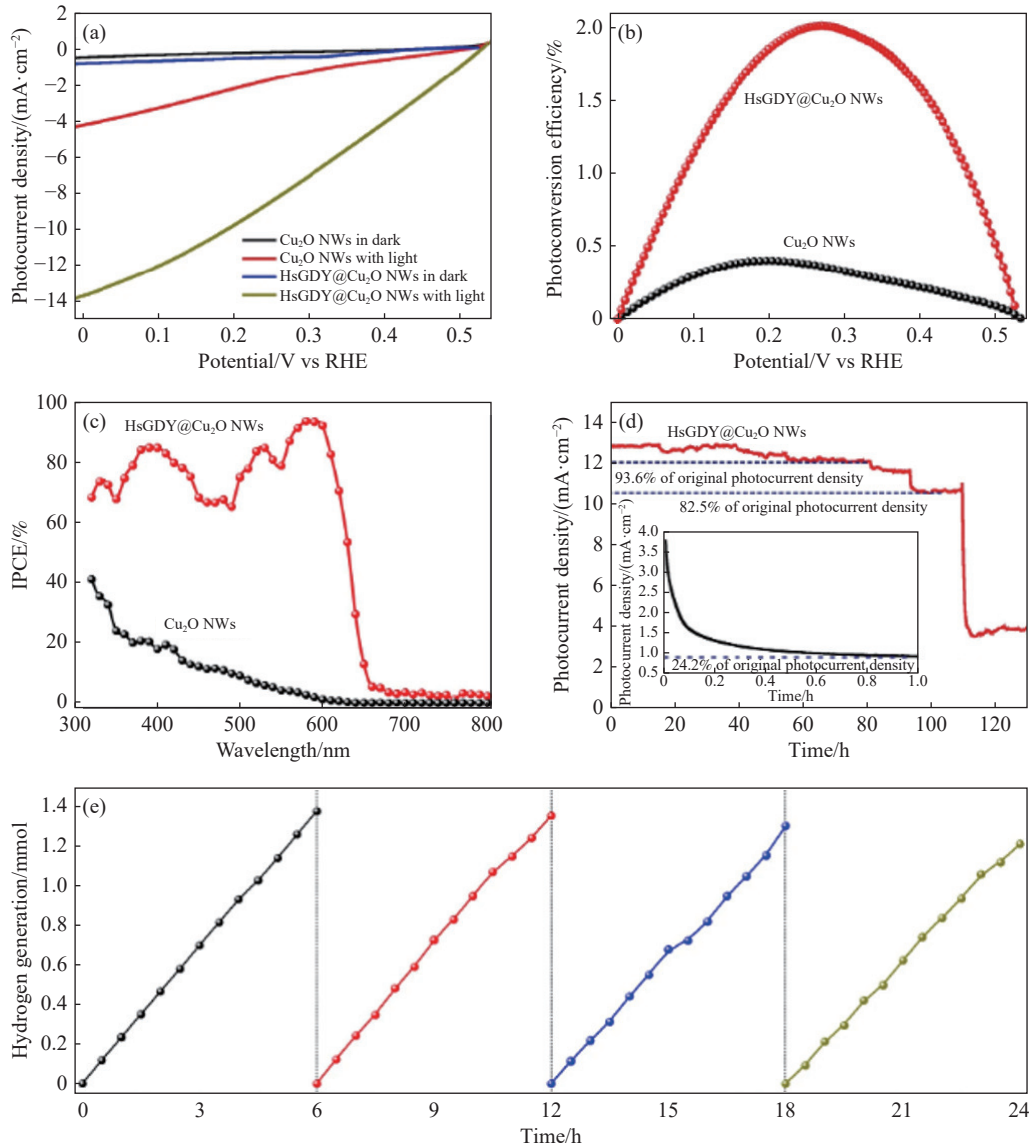 (a)
Photocurrent density/(mA·cm−2)
2
0
−2
−4
−6
−8
−10
−12
−14
Cu2O NWs in dark
Cu2O NWs with light
HsGDY@Cu2O NWs in dark
HsGDY@Cu2O NWs with light
0 0.1 0.2 0.3 0.4 0.5
Potential/V vs RHE
(b)
Photoconversion efficiency/%
2.0
1.5
1.0
0.5
0
HsGDY@Cu2O NWs
Cu2O NWs
0 0.1 0.2 0.3 0.4 0.5
Potential/V vs RHE
(c)
IPCE/%
100
80
60
40
20
0
HsGDY@Cu2O NWs
Cu2O NWs
300 400 500 600 700 800
Wavelength/nm
(d)
Photocurrent density/(mA·cm−2)
14
12
10
8
6
4
2
0
HsGDY@Cu2O NWs
93.6% of original photocurrent density
82.5% of original photocurrent density
Photocurrent density/(mA·cm−2)
4.0
3.5
3.0
2.5
2.0
1.5
1.0
0.5
24.2% of original photocurrent density
0 0.2 0.4 0.6 0.8 1.0
Time/h
0 20 40 60 80 100 120
Time/h
(e)
Hydrogen generation/mmol
1.4
1.2
1.0
0.8
0.6
0.4
0.2
0
0 3 6 9 12 15 18 21 24
Time/h